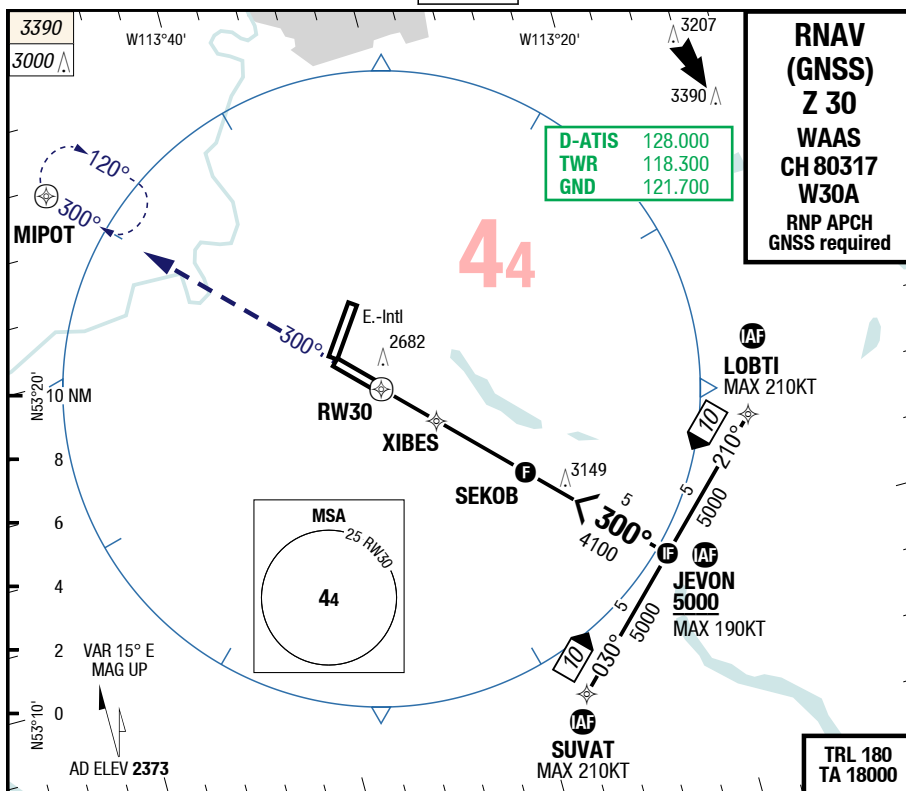 3390
3000
W113°40'
W113°20'
3207
3390
RNAV
(GNSS)
Z 30
WAAS
CH 80317
W30A
RNP APCH
GNSS required
D-ATIS 128.000
TWR 118.300
GND 121.700
120°
300°
MIPOT
44
300°
E.-Intl
2682
IAF
LOBTI
MAX 210KT
N53°20'
10 NM
RW30
XIBES
10
210°
8
SEKOB
F
3149
5
5
5000
300°
4100
6
MSA
25 RW30
44
IF
IAF
JEVON
5000
MAX 190KT
4
5
5000
2
VAR 15° E
MAG UP
10
030°
0
N53°10'
IAF
SUVAT
MAX 210KT
AD ELEV 2373
TRL 180
TA 18000